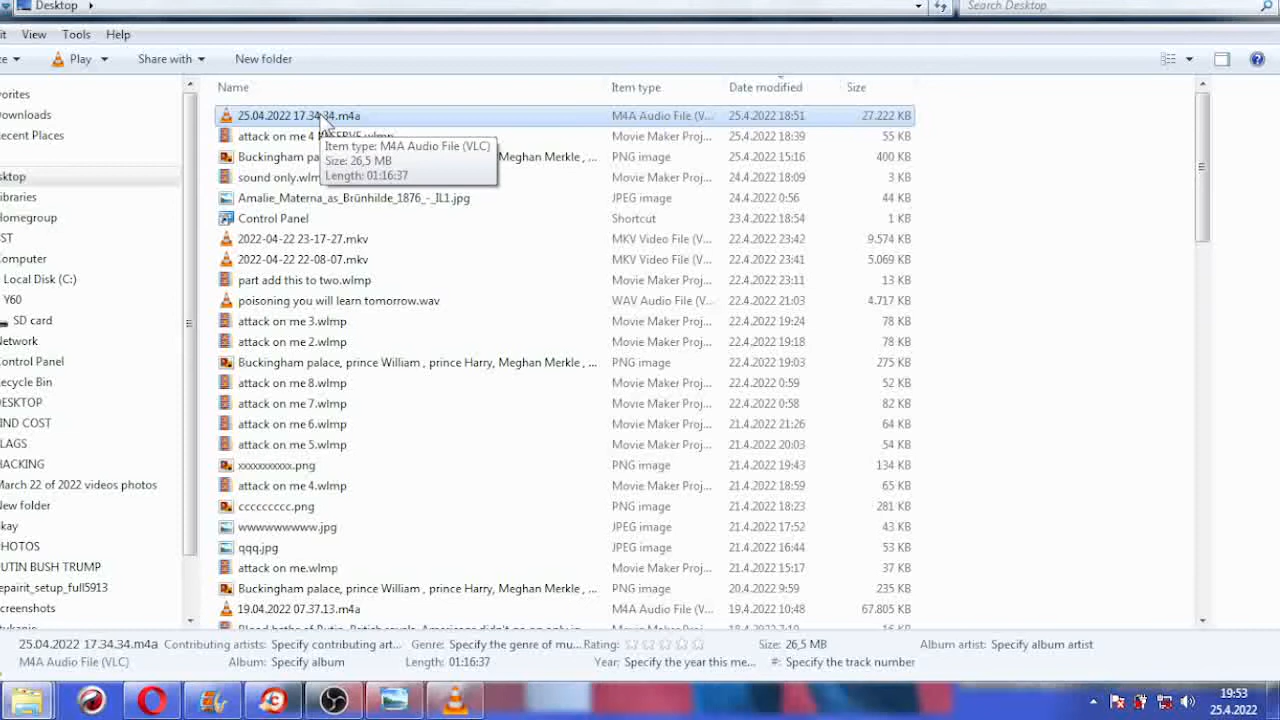 Desktop
Search Desktop
it View Tools Help
Play Share with New folder
Name Item type Date modified Size
25.04.2022 17.34.34.m4a M4A Audio File (V... 25.4.2022 18:51 27.222 KB
attack on me 4 RESERVE.wlmp Movie Maker Proj... 25.4.2022 18:39 55 KB
Item type: M4A Audio File (VLC)
Size: 26,5 MB
Length: 01:16:37
Buckingham pa Meghan Merkle , ... PNG image 25.4.2022 15:16 400 KB
sound only.wlm Movie Maker Proj... 24.4.2022 18:09 3 KB
Amalie_Materna_as_Brünhilde_1876_-_IL1.jpg JPEG image 24.4.2022 0:56 44 KB
Control Panel Shortcut 23.4.2022 18:54 1 KB
2022-04-22 23-17-27.mkv MKV Video File (V... 22.4.2022 23:42 9.574 KB
2022-04-22 22-08-07.mkv MKV Video File (V... 22.4.2022 23:41 5.069 KB
part add this to two.wlmp Movie Maker Proj... 22.4.2022 23:11 13 KB
poisoning you will learn tomorrow.wav WAV Audio File (V... 22.4.2022 21:03 4.717 KB
attack on me 3.wlmp Movie Maker Proj... 22.4.2022 19:24 78 KB
attack on me 2.wlmp Movie Maker Proj... 22.4.2022 19:18 78 KB
Buckingham palace, prince William , prince Harry, Meghan Merkle , ... PNG image 22.4.2022 19:03 275 KB
attack on me 8.wlmp Movie Maker Proj... 22.4.2022 0:59 52 KB
attack on me 7.wlmp Movie Maker Proj... 22.4.2022 0:58 82 KB
attack on me 6.wlmp Movie Maker Proj... 21.4.2022 21:26 64 KB
attack on me 5.wlmp Movie Maker Proj... 21.4.2022 20:03 54 KB
xxxxxxxxxx.png PNG image 21.4.2022 19:43 134 KB
attack on me 4.wlmp Movie Maker Proj... 21.4.2022 18:59 65 KB
ccccccccc.png PNG image 21.4.2022 18:23 281 KB
wwwwwwwww.jpg JPEG image 21.4.2022 17:52 43 KB
qqq.jpg JPEG image 21.4.2022 16:44 53 KB
attack on me.wlmp Movie Maker Proj... 21.4.2022 15:17 37 KB
Buckingham palace, prince William , prince Harry, Meghan Merkle , ... PNG image 20.4.2022 9:59 235 KB
19.04.2022 07.37.13.m4a M4A Audio File (V... 19.4.2022 10:48 67.805 KB
vorites
ownloads
ecent Places
sktop
ibraries
omegroup
ST
omputer
Local Disk (C:)
Y60
SD card
etwork
ontrol Panel
ecycle Bin
DESKTOP
IND COST
LAGS
HACKING
March 22 of 2022 videos photos
New folder
kay
HOTOS
UTIN BUSH TRUMP
epairit_setup_full5913
creenshots
25.04.2022 17.34.34.m4a Contributing artists: Specify contributing art... Genre: Specify the genre of mu... Rating: Size: 26,5 MB Album artist: Specify album artist
M4A Audio File (VLC) Album: Specify album Length: 01:16:37 Year: Specify the year this me... #: Specify the track number
19:53
25.4.2022